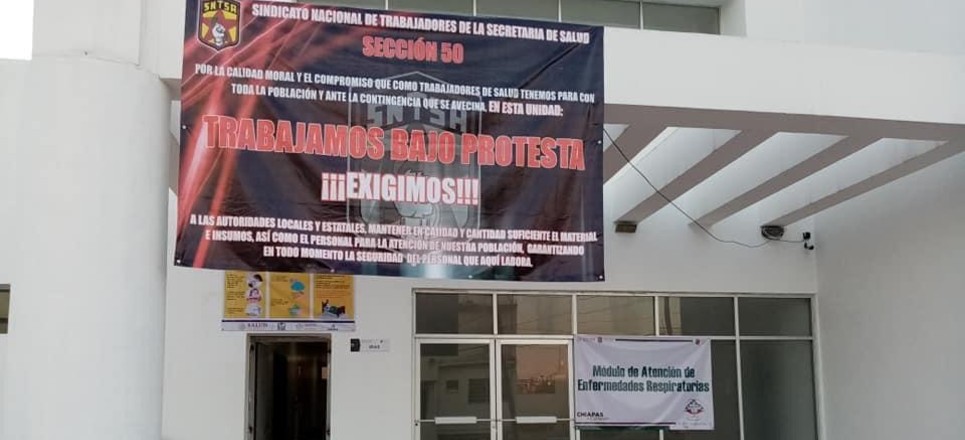 SNTSA
SINDICATO NACIONAL DE TRABAJADORES DE LA SECRETARIA DE SALUD
SECCIÓN 50
POR LA CALIDAD MORAL Y EL COMPROMISO QUE COMO TRABAJADORES DE SALUD TENEMOS PARA CON
TODA LA POBLACIÓN Y ANTE LA CONTINGENCIA QUE SE AVECINA, EN ESTA UNIDAD:
SNTSA
TRABAJAMOS BAJO PROTESTA
¡¡¡EXIGIMOS!!!
A LAS AUTORIDADES LOCALES Y ESTATALES, MANTENER EN CALIDAD Y CANTIDAD SUFICIENTE EL MATERIAL
E INSUMOS, ASÍ COMO EL PERSONAL PARA LA ATENCIÓN DE NUESTRA POBLACIÓN, GARANTIZANDO
EN TODO MOMENTO LA SEGURIDAD DEL PERSONAL QUE AQUÍ LABORA.
SALUD
Módulo de Atención de
Enfermedades Respiratorias
CHIAPAS